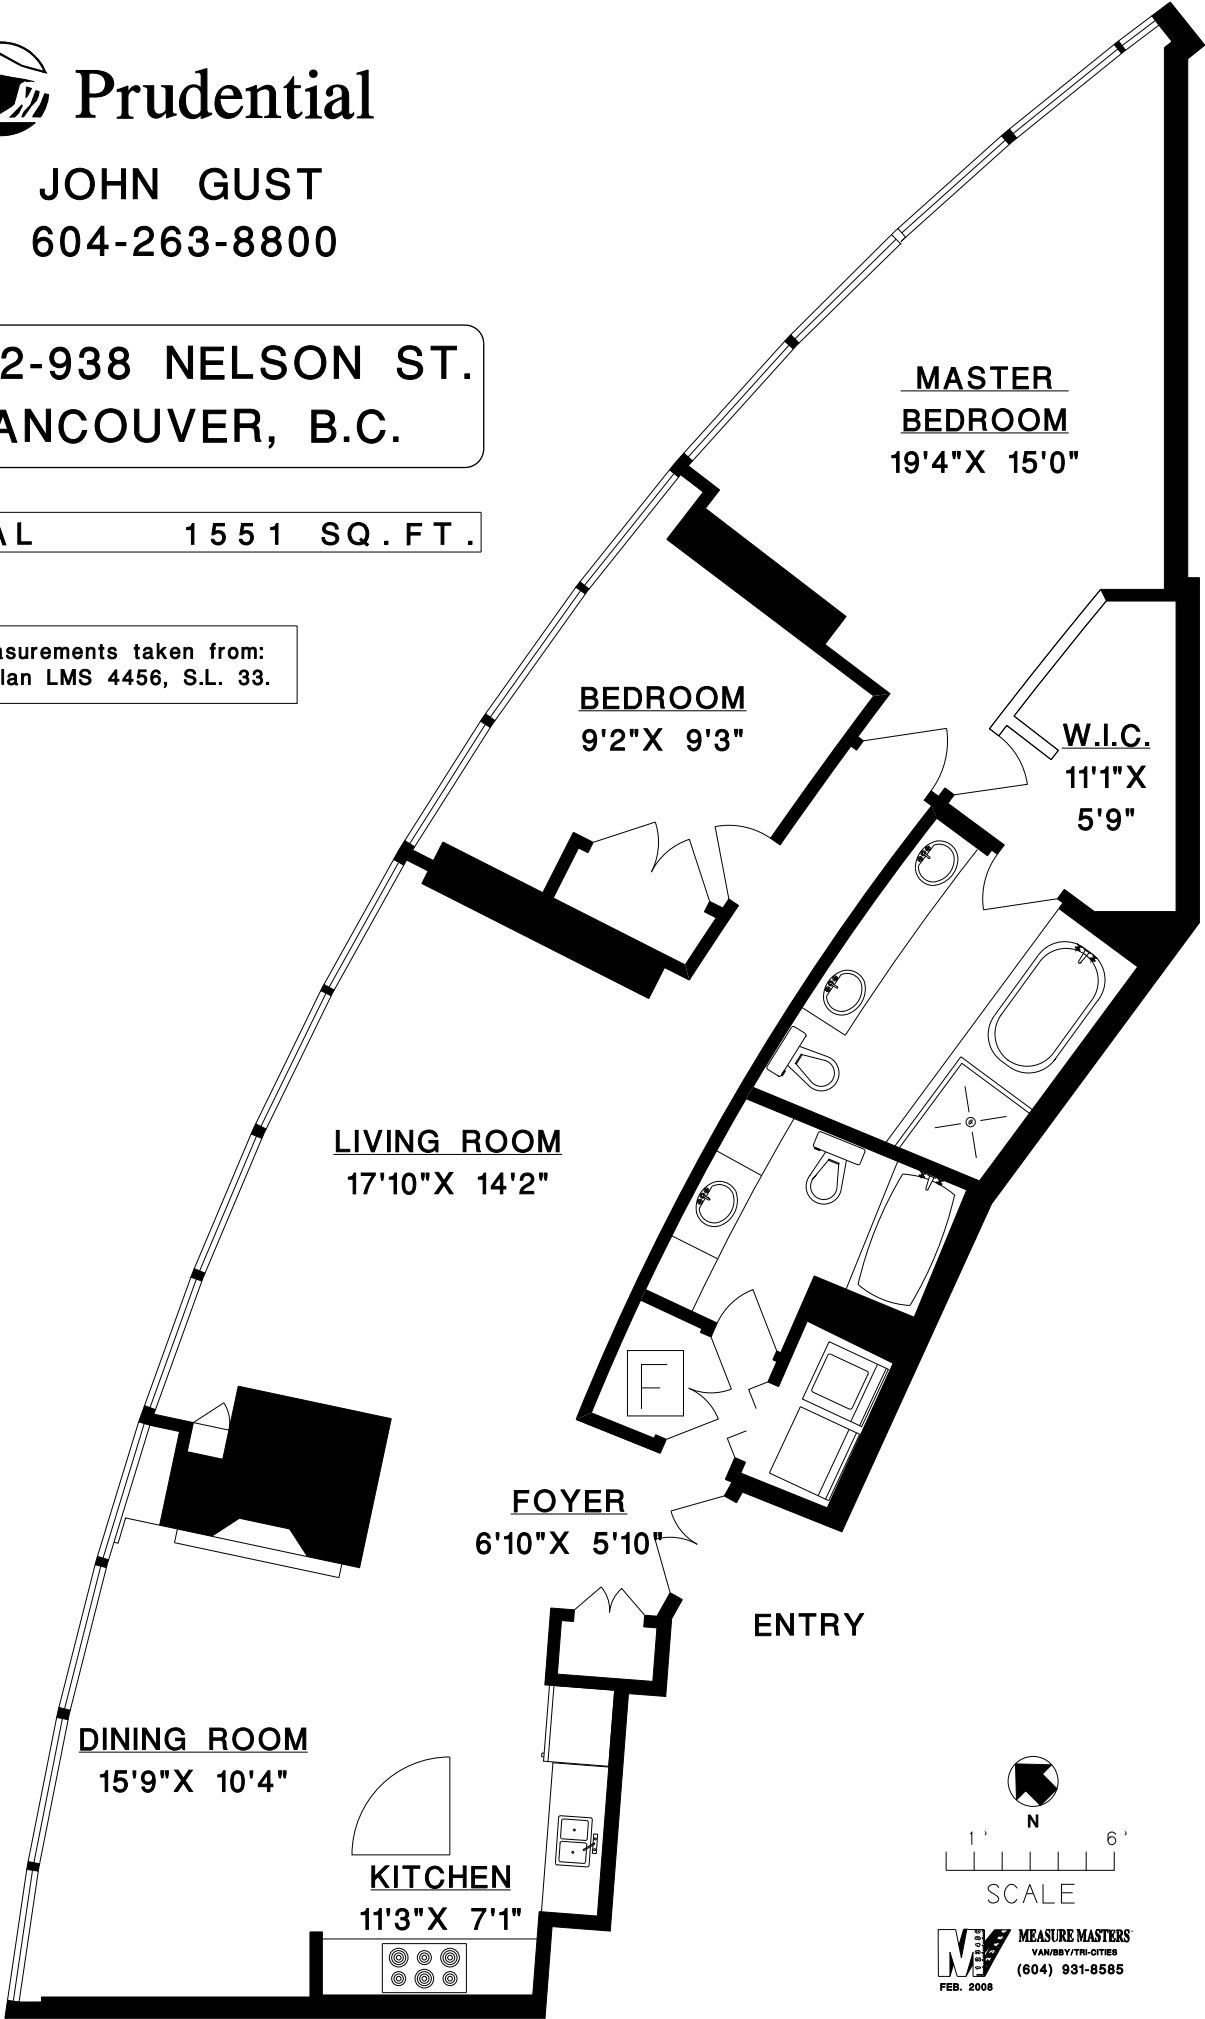 Prudential
JOHN GUST
604-263-8800
2-938 NELSON ST.
ANCOUVER, B.C.
AL 1551 SQ.FT.
asurements taken from:
lan LMS 4456, S.L. 33.
MASTER
BEDROOM
19'4"X 15'0"
BEDROOM
9'2"X 9'3"
W.I.C.
11'1"X
5'9"
LIVING ROOM
17'10"X 14'2"
F
FOYER
6'10"X 5'10"
ENTRY
DINING ROOM
15'9"X 10'4"
KITCHEN
11'3"X 7'1"
N
1' 6'
SCALE
MEASURE MASTERS
VAN/BBY/TRI-CITIES
(604) 931-8585
FEB. 2008